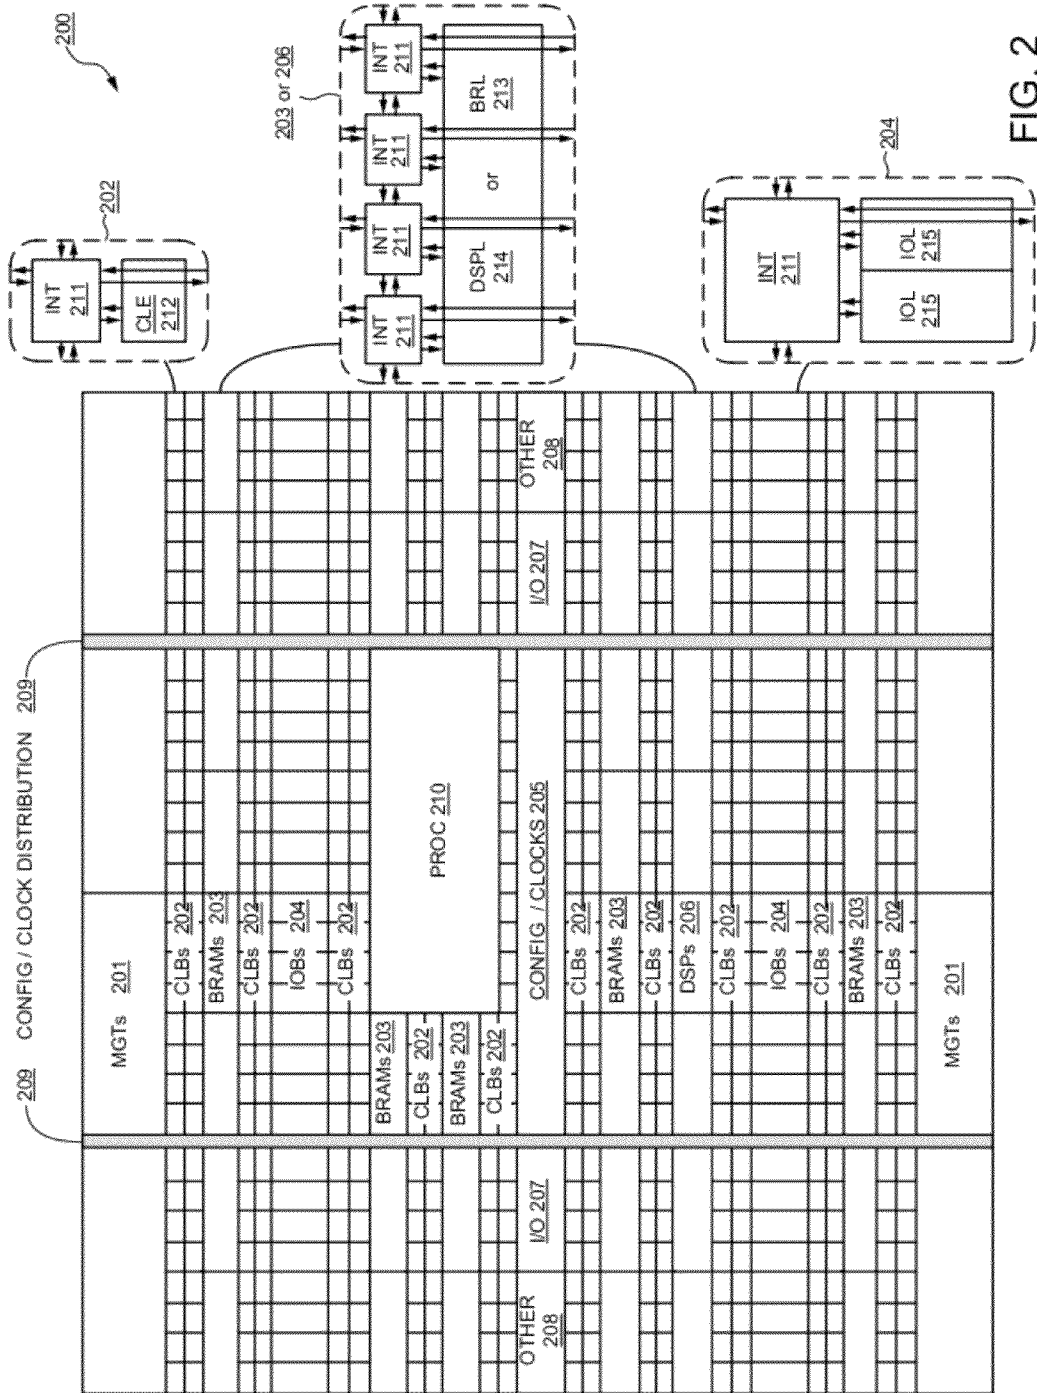 200
202
INT
211
CLE
212
203 or 206
INT
211
INT
211
INT
211
INT
211
DSPL
214
or
BRL
213
204
INT
211
IOL
215
IOL
215
209 CONFIG / CLOCK DISTRIBUTION 209
MGTs 201
CLBs 202
BRAMs 203
CLBs 202
IOBs 204
CLBs 202
BRAMs 203
CLBs 202
BRAMs 203
CLBs 202
PROC 210
OTHER
208
I/O 207
CONFIG / CLOCKS 205
I/O 207
OTHER
208
CLBs 202
BRAMs 203
CLBs 202
DSPs 206
CLBs 202
IOBs 204
CLBs 202
BRAMs 203
CLBs 202
MGTs 201
FIG. 2